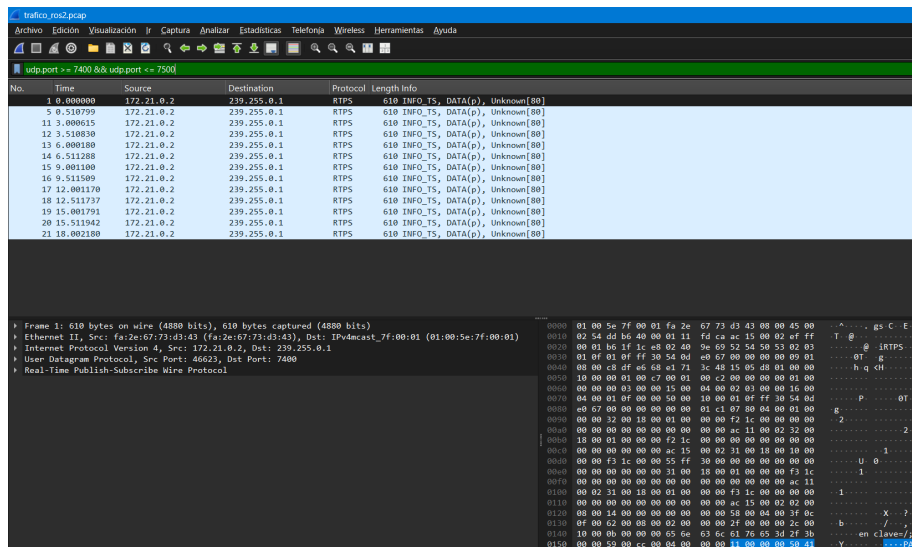 trafico_ros2.pcap
Archivo Edición Visualización Ir Captura Analizar Estadísticas Telefonía Wireless Herramientas Ayuda
udp.port >= 7400 && udp.port <= 7500
No. Time Source Destination Protocol Length Info
1 0.000000 172.21.0.2 239.255.0.1 RTPS 610 INFO_TS, DATA(p), Unknown[80]
5 0.510799 172.21.0.2 239.255.0.1 RTPS 610 INFO_TS, DATA(p), Unknown[80]
11 3.000615 172.21.0.2 239.255.0.1 RTPS 610 INFO_TS, DATA(p), Unknown[80]
12 3.510830 172.21.0.2 239.255.0.1 RTPS 610 INFO_TS, DATA(p), Unknown[80]
13 6.000180 172.21.0.2 239.255.0.1 RTPS 610 INFO_TS, DATA(p), Unknown[80]
14 6.511288 172.21.0.2 239.255.0.1 RTPS 610 INFO_TS, DATA(p), Unknown[80]
15 9.001100 172.21.0.2 239.255.0.1 RTPS 610 INFO_TS, DATA(p), Unknown[80]
16 9.511509 172.21.0.2 239.255.0.1 RTPS 610 INFO_TS, DATA(p), Unknown[80]
17 12.001170 172.21.0.2 239.255.0.1 RTPS 610 INFO_TS, DATA(p), Unknown[80]
18 12.511737 172.21.0.2 239.255.0.1 RTPS 610 INFO_TS, DATA(p), Unknown[80]
19 15.001791 172.21.0.2 239.255.0.1 RTPS 610 INFO_TS, DATA(p), Unknown[80]
20 15.511942 172.21.0.2 239.255.0.1 RTPS 610 INFO_TS, DATA(p), Unknown[80]
21 18.002180 172.21.0.2 239.255.0.1 RTPS 610 INFO_TS, DATA(p), Unknown[80]
Frame 1: 610 bytes on wire (4880 bits), 610 bytes captured (4880 bits)
Ethernet II, Src: fa:2e:67:73:d3:43 (fa:2e:67:73:d3:43), Dst: IPv4mcast_7f:00:01 (01:00:5e:7f:00:01)
Internet Protocol Version 4, Src: 172.21.0.2, Dst: 239.255.0.1
User Datagram Protocol, Src Port: 46623, Dst Port: 7400
Real-Time Publish-Subscribe Wire Protocol
0000 01 00 5e 7f 00 01 fa 2e 67 73 d3 43 08 00 45 00
0010 02 54 dd b6 40 00 01 11 fd ca ac 15 00 02 ef ff
0020 00 01 b6 1f 1c e8 02 40 9e 69 52 54 50 53 02 03
0030 01 0f 01 0f ff 30 54 0d e0 67 00 00 00 00 09 01
0040 08 00 c8 df e6 68 e1 71 3c 48 15 05 d8 01 00 00
0050 10 00 00 01 00 c7 00 01 00 c2 00 00 00 00 01 00
0060 00 00 00 03 00 00 15 00 04 00 02 03 00 00 16 00
0070 04 00 01 0f 00 00 50 00 10 00 01 0f ff 30 54 0d
0080 e0 67 00 00 00 00 00 01 c1 07 80 04 00 01 00
0090 00 00 32 00 18 00 01 00 00 00 f2 1c 00 00 00 00
00a0 00 00 00 00 00 00 00 00 00 00 ac 11 00 02 32 00
00b0 18 00 01 00 00 00 f2 1c 00 00 00 00 00 00 00 00
00c0 00 00 00 00 00 00 ac 15 00 02 31 00 18 00 10 00
00d0 00 00 f3 1c 00 00 55 ff 30 00 00 00 00 00 00 00
00e0 00 00 00 00 00 00 31 00 18 00 01 00 00 00 f3 1c
00f0 00 00 00 00 00 00 00 00 00 00 00 00 00 00 ac 11
0100 00 02 31 00 18 00 01 00 00 00 f3 1c 00 00 00 00
0110 00 00 00 00 00 00 00 00 00 00 ac 15 00 02 02 00
0120 08 00 14 00 00 00 00 00 00 00 58 00 04 00 3f 0c
0130 0f 00 62 00 08 00 02 00 00 00 2f 00 00 00 2c 00
0140 10 00 0b 00 00 00 65 6e 63 6c 61 76 65 3d 2f 3b
0150 00 00 59 00 cc 00 04 00 00 00 11 00 00 00 50 41